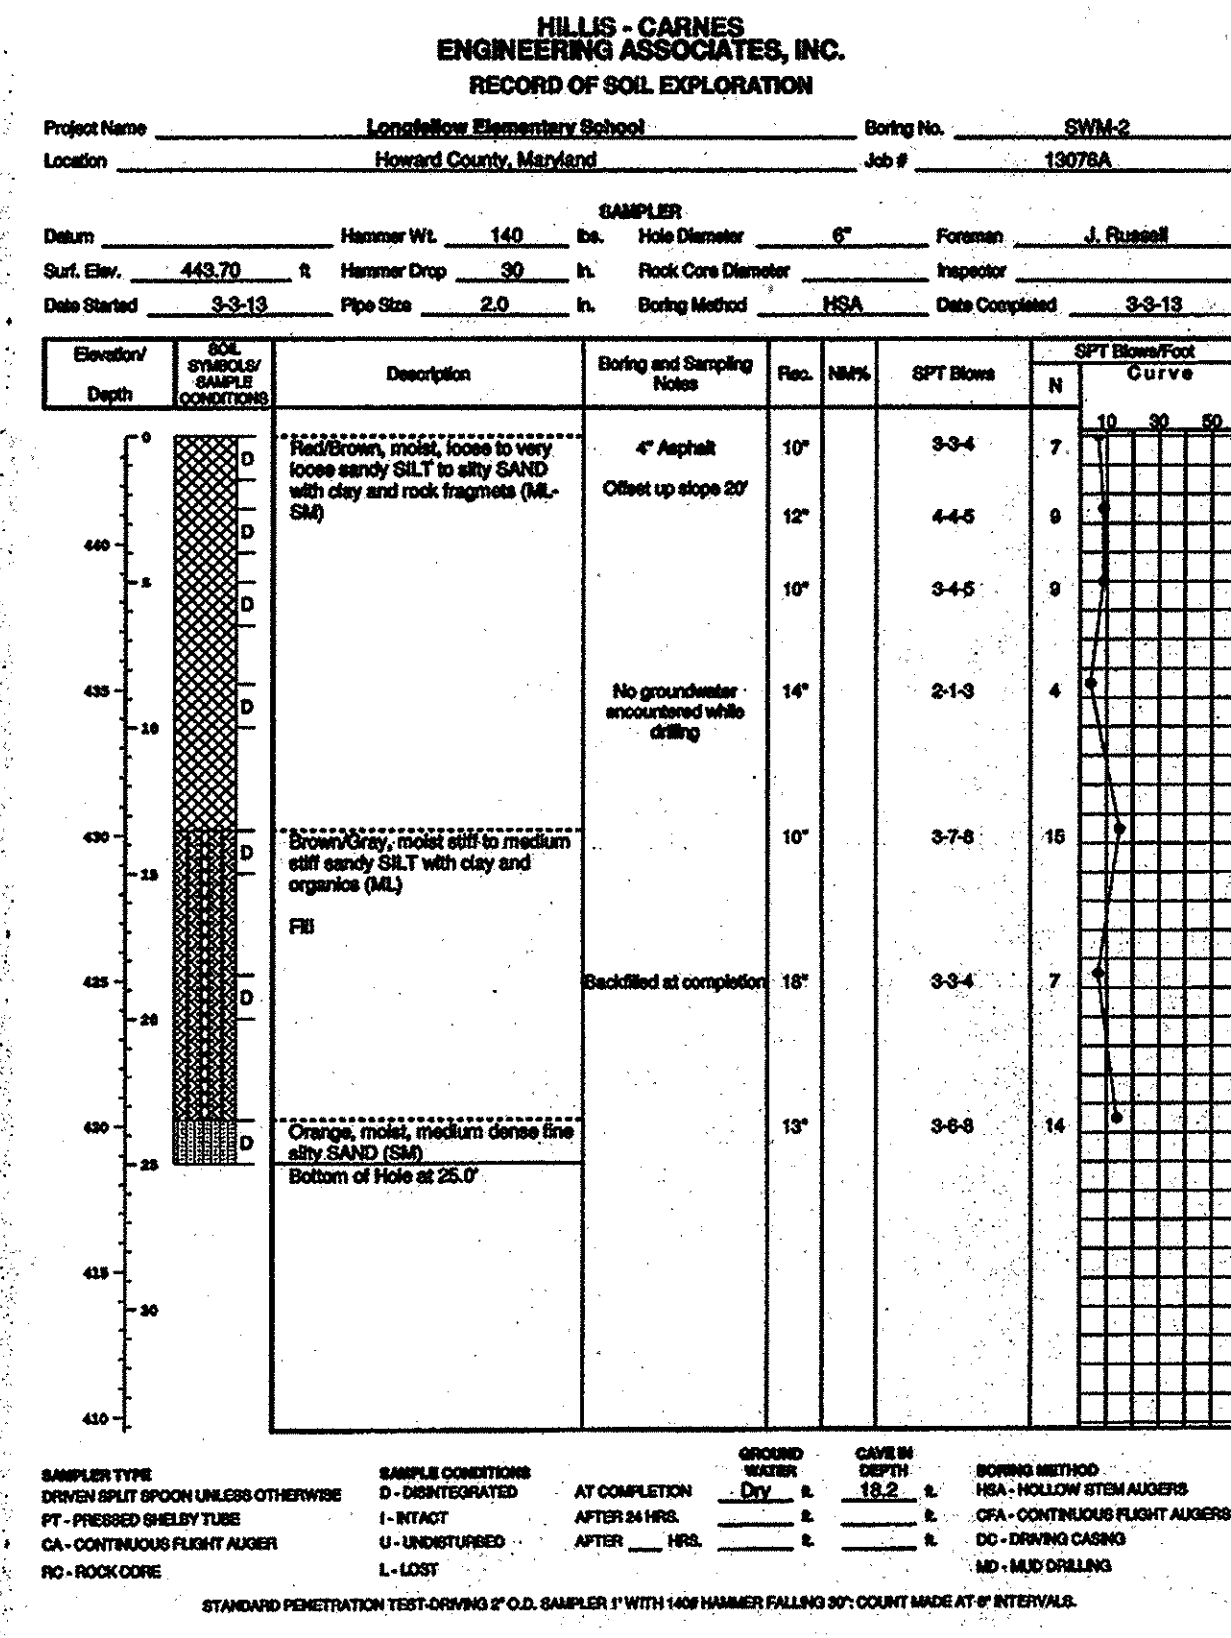 HILLIS - CARNES
ENGINEERING ASSOCIATES, INC.
RECORD OF SOIL EXPLORATION
Project Name Longfellow Elementary School Boring No. SWM-2
Location Howard County, Maryland Job # 13076A
SAMPLER
Datum Hammer Wt. 140 lbs. Hole Diameter 6" Foreman J. Russell
Surf. Elev. 443.70 ft Hammer Drop 30 in. Rock Core Diameter Inspector
Date Started 3-3-13 Pipe Size 2.0 in. Boring Method HSA Date Completed 3-3-13
Elevation/
Depth
SOIL
SYMBOLS/
SAMPLE
CONDITIONS
Description
Boring and Sampling
Notes
Rec.
NM%
SPT Blows
SPT Blows/Foot
N
Curve
10 30 50
0
Red/Brown, moist, loose to very
loose sandy SILT to silty SAND
with clay and rock fragmets (ML-
SM)
D
4" Asphalt
10"
3-3-4
7
Offset up slope 20'
D
12"
4-4-5
9
440
5
D
10"
3-4-5
9
435
D
No groundwater
encountered while
drilling
14"
2-1-3
4
10
430
D
Brown/Gray, moist stiff to medium
stiff sandy SILT with clay and
organics (ML)
10"
3-7-8
15
15
Fill
425
D
Backfilled at completion
18"
3-3-4
7
20
420
D
Orange, moist, medium dense fine
silty SAND (SM)
13"
3-6-8
14
25
Bottom of Hole at 25.0'
415
30
410
SAMPLER TYPE
DRIVEN SPLIT SPOON UNLESS OTHERWISE
PT - PRESSED SHELBY TUBE
CA - CONTINUOUS FLIGHT AUGER
RC - ROCK CORE
SAMPLE CONDITIONS
D - DISINTEGRATED
I - INTACT
U - UNDISTURBED
L - LOST
GROUND
WATER
CAVE IN
DEPTH
AT COMPLETION Dry ft. 18.2 ft.
AFTER 24 HRS. ft. ft.
AFTER HRS. ft. ft.
BORING METHOD
HSA - HOLLOW STEM AUGERS
CFA - CONTINUOUS FLIGHT AUGERS
DC - DRIVING CASING
MD - MUD DRILLING
STANDARD PENETRATION TEST-DRIVING 2" O.D. SAMPLER 1' WITH 140# HAMMER FALLING 30": COUNT MADE AT 6" INTERVALS.